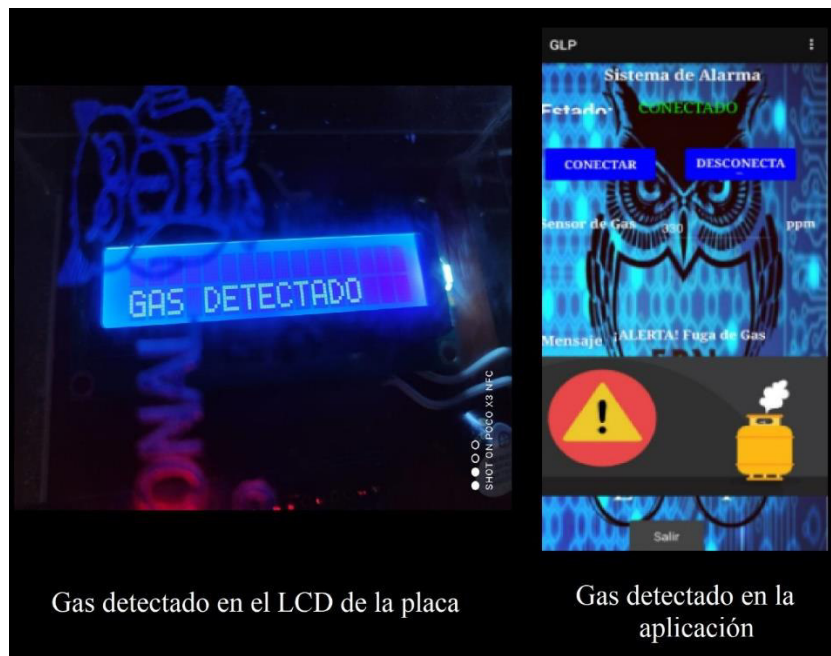 GAS DETECTADO
SHOT ON POCO X3 NFC
Gas detectado en el LCD de la placa
GLP
Sistema de Alarma
Estado: CONECTADO
CONECTAR DESCONECTA
Sensor de Gas 330 ppm
Mensaje ¡ALERTA! Fuga de Gas
EPN
Salir
Gas detectado en la
aplicación